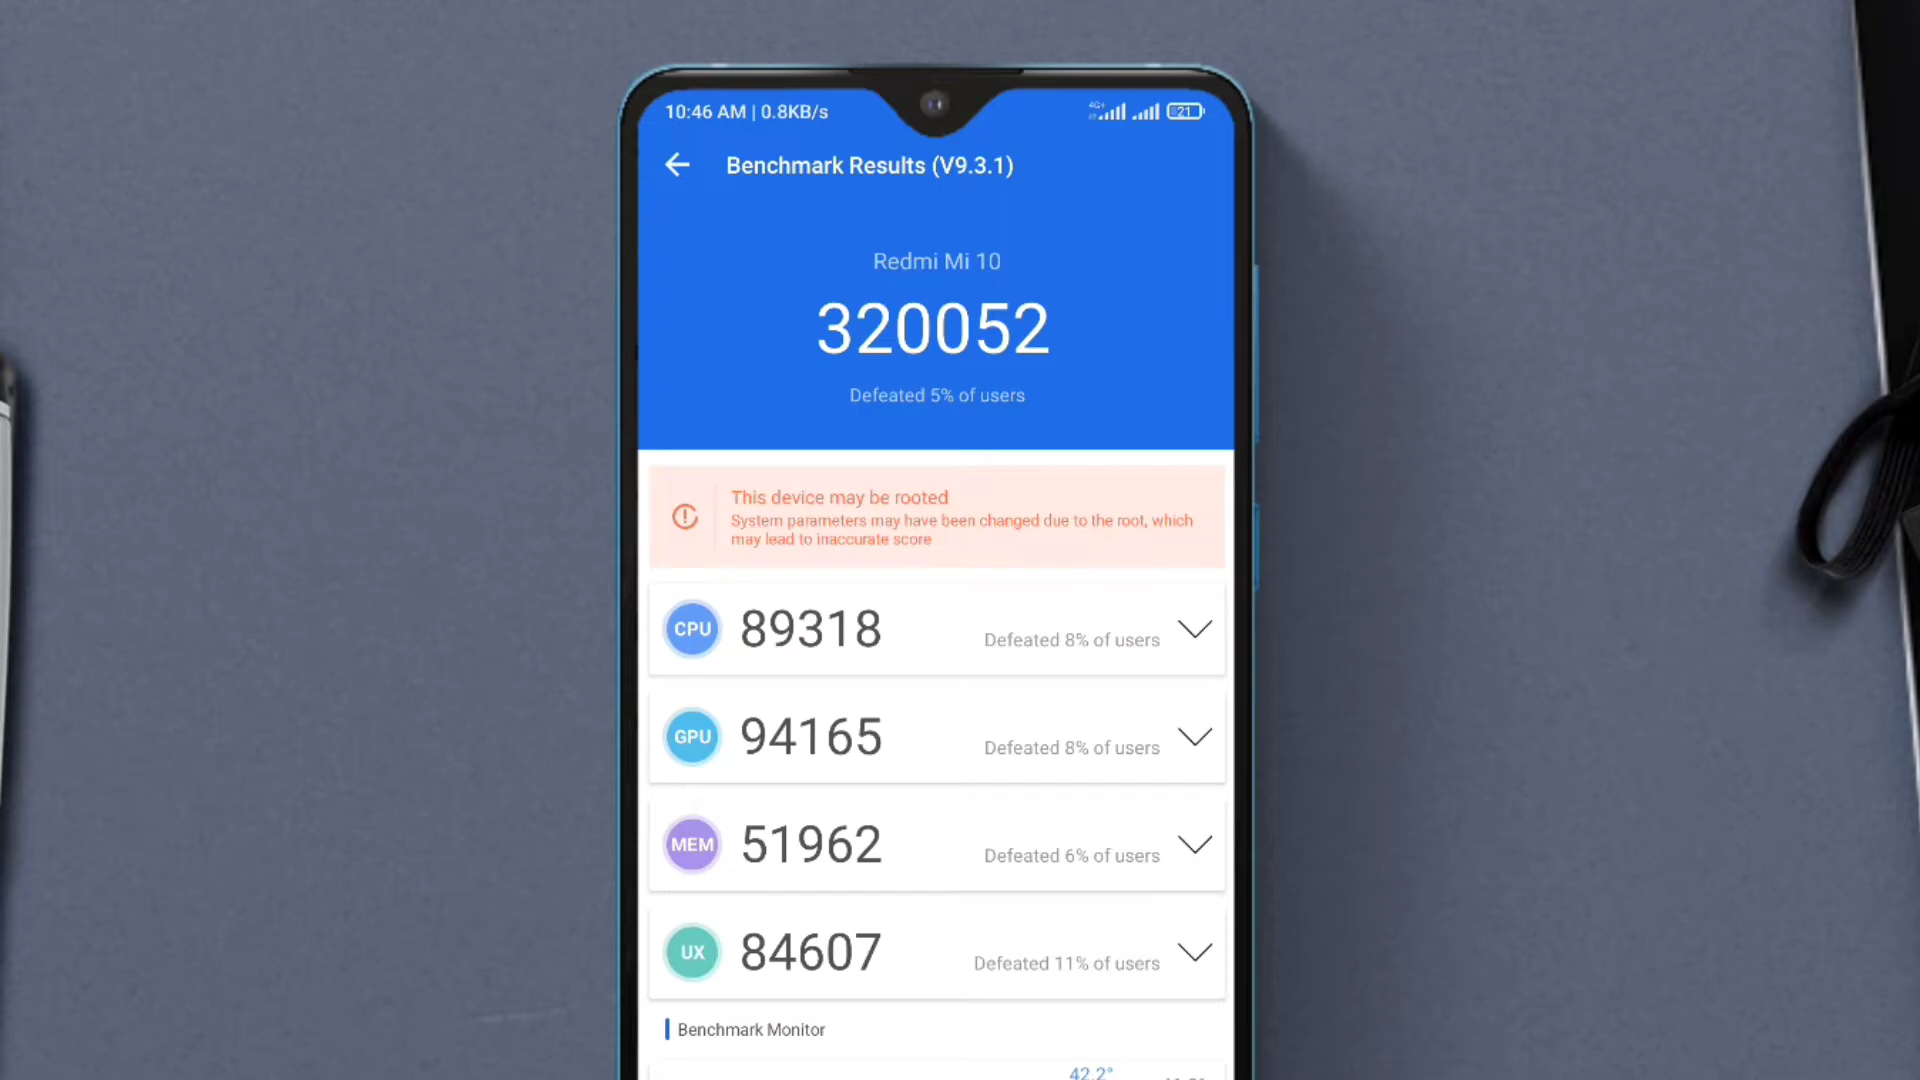 10:46 AM | 0.8KB/s
4G+
21
Benchmark Results (V9.3.1)
Redmi Mi 10
320052
Defeated 5% of users
This device may be rooted
System parameters may have been changed due to the root, which
may lead to inaccurate score
CPU 89318 Defeated 8% of users
GPU 94165 Defeated 8% of users
MEM 51962 Defeated 6% of users
UX 84607 Defeated 11% of users
Benchmark Monitor
42.2°